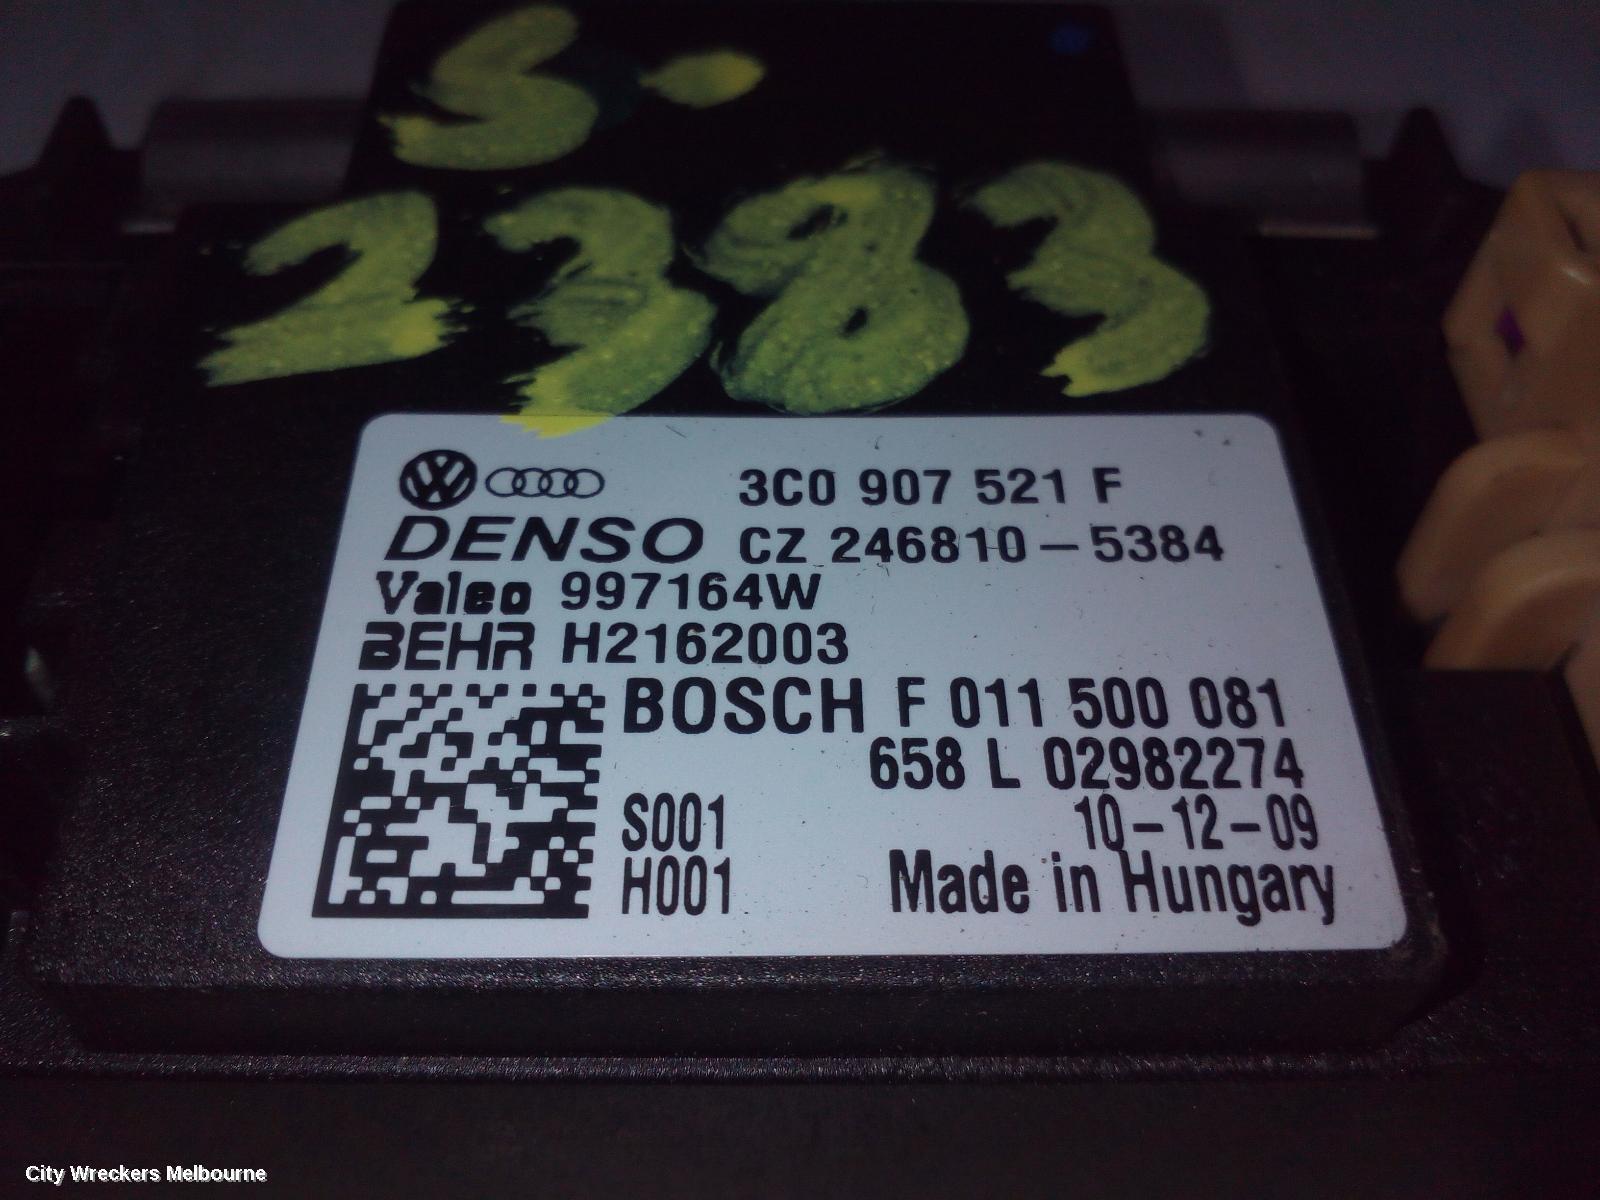 S.
2383
3C0 907 521 F
DENSO CZ 246810-5384
Valeo 997164W
BEHR H2162003
BOSCH F 011 500 081
658 L 02982274
S001 10-12-09
H001 Made in Hungary
City Wreckers Melbourne